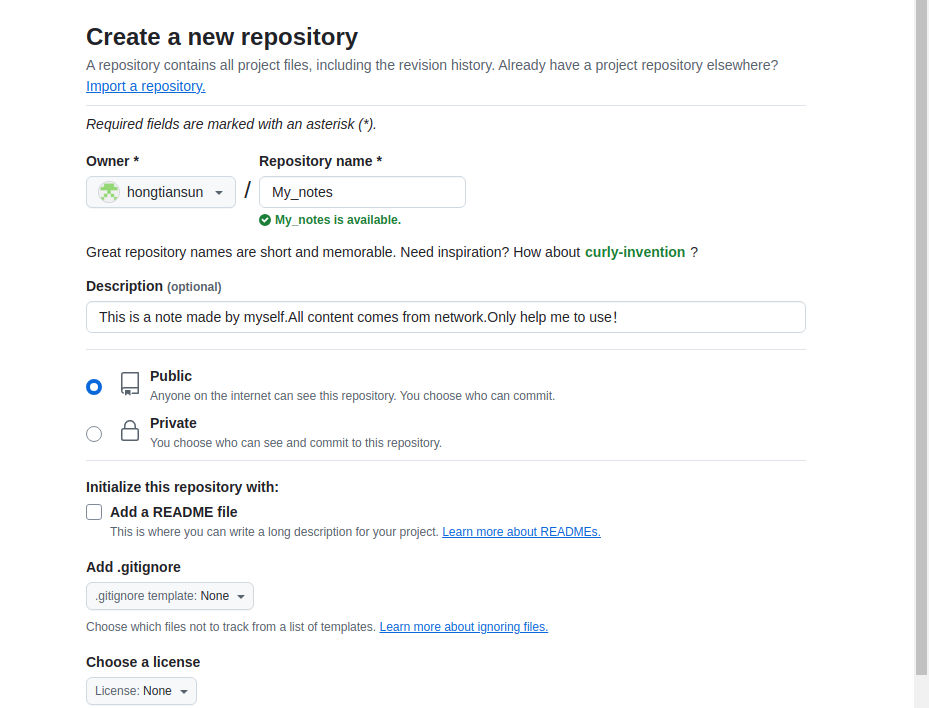 Create a new repository
A repository contains all project files, including the revision history. Already have a project repository elsewhere?
Import a repository.
Required fields are marked with an asterisk (*).
Owner * Repository name *
hongtiansun / My_notes
My_notes is available.
Great repository names are short and memorable. Need inspiration? How about curly-invention ?
Description (optional)
This is a note made by myself.All content comes from network.Only help me to use！
Public
Anyone on the internet can see this repository. You choose who can commit.
Private
You choose who can see and commit to this repository.
Initialize this repository with:
Add a README file
This is where you can write a long description for your project. Learn more about READMEs.
Add .gitignore
.gitignore template: None
Choose which files not to track from a list of templates. Learn more about ignoring files.
Choose a license
License: None